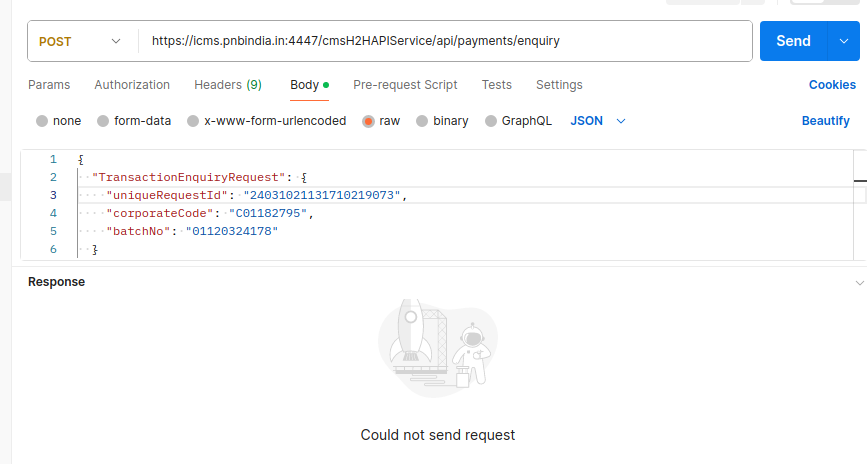 POST https://icms.pnbindia.in:4447/cmsH2HAPIService/api/payments/enquiry Send
Params Authorization Headers (9) Body Pre-request Script Tests Settings Cookies
none form-data x-www-form-urlencoded raw binary GraphQL JSON Beautify
1 {
2 "TransactionEnquiryRequest": {
3 "uniqueRequestId": "24031021131710219073",
4 "corporateCode": "C01182795",
5 "batchNo": "01120324178"
6 }
Response
Could not send request